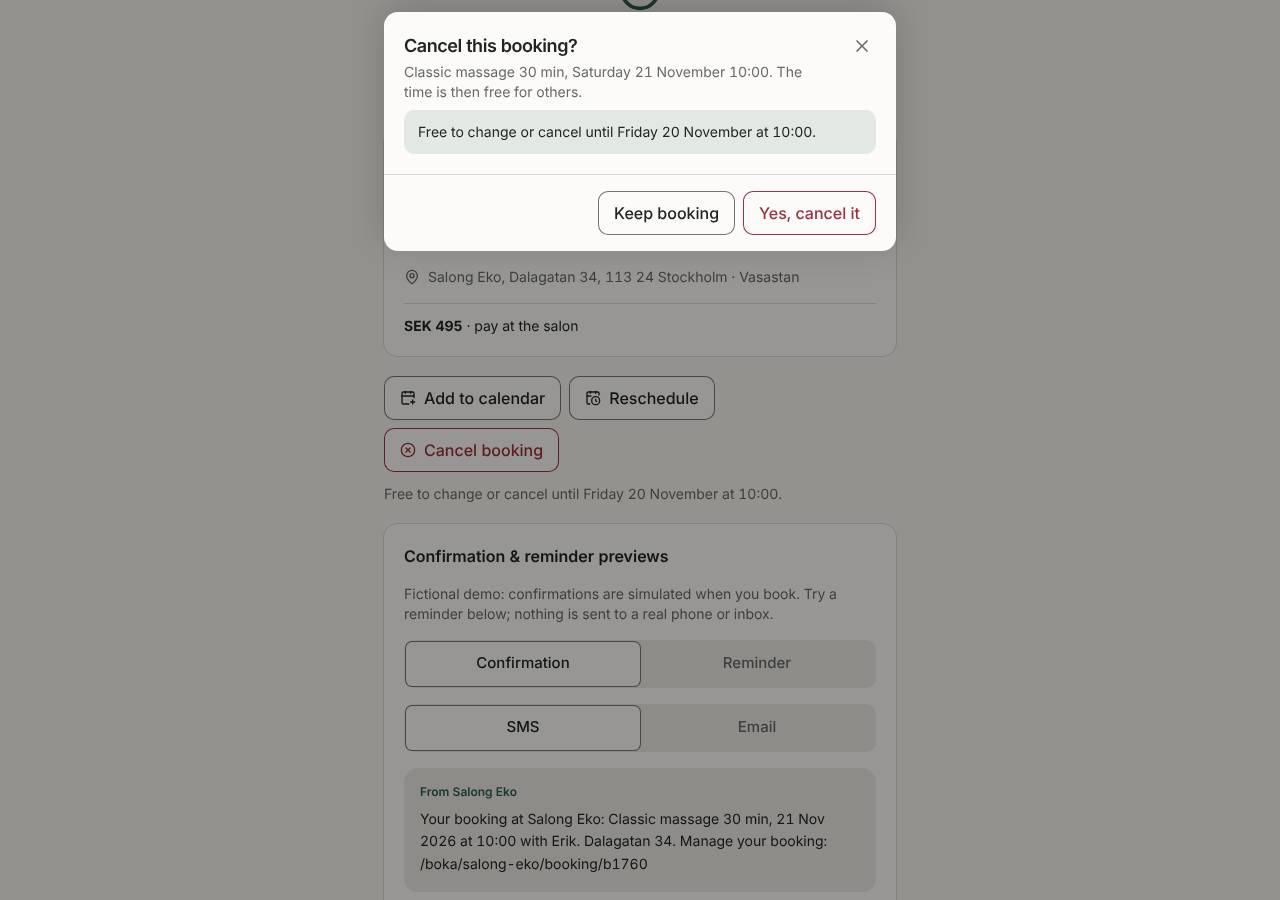 Cancel this booking?
Classic massage 30 min, Saturday 21 November 10:00. The
time is then free for others.
Free to change or cancel until Friday 20 November at 10:00.
Keep booking
Yes, cancel it
Salong Eko, Dalagatan 34, 113 24 Stockholm · Vasastan
SEK 495 · pay at the salon
Add to calendar
Reschedule
Cancel booking
Free to change or cancel until Friday 20 November at 10:00.
Confirmation & reminder previews
Fictional demo: confirmations are simulated when you book. Try a
reminder below; nothing is sent to a real phone or inbox.
Confirmation
Reminder
SMS
Email
From Salong Eko
Your booking at Salong Eko: Classic massage 30 min, 21 Nov
2026 at 10:00 with Erik. Dalagatan 34. Manage your booking:
/boka/salong-eko/booking/b1760